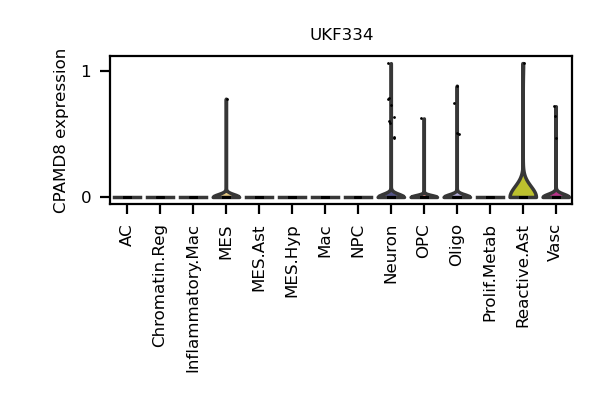 UKF334
CPAMD8 expression
1
0
AC
Chromatin.Reg
Inflammatory.Mac
MES
MES.Ast
MES.Hyp
Mac
NPC
Neuron
OPC
Oligo
Prolif.Metab
Reactive.Ast
Vasc